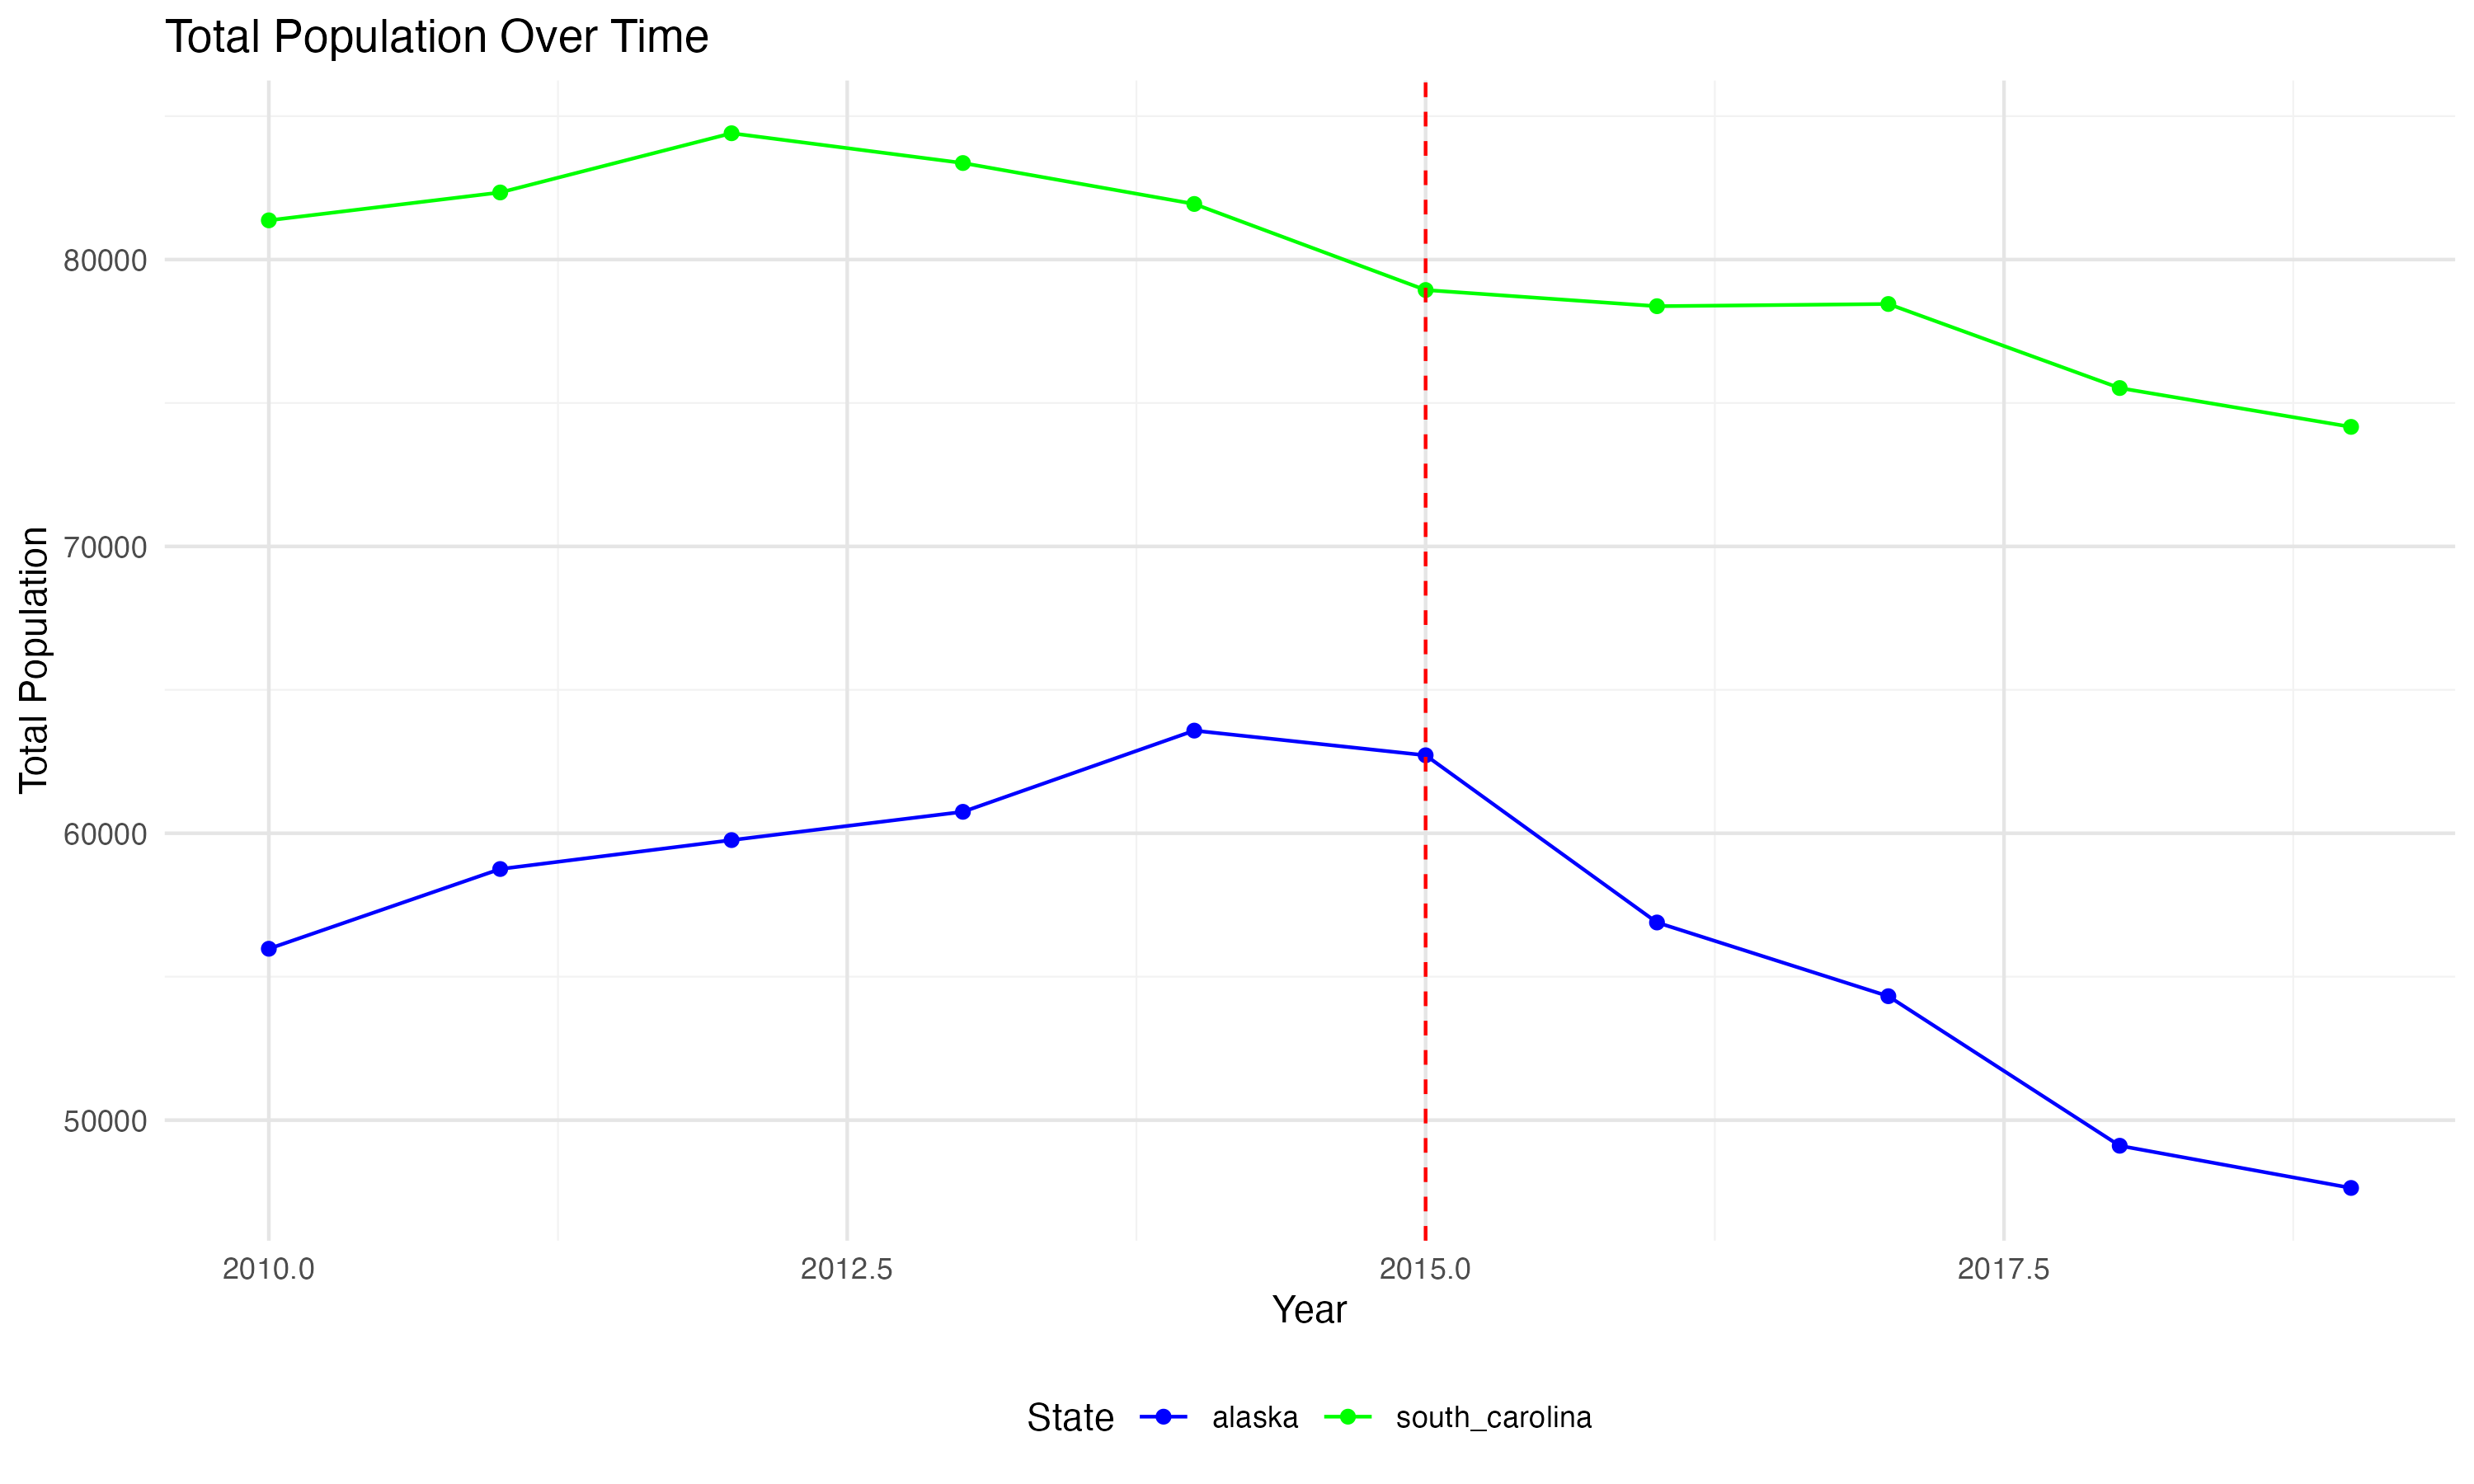 Total Population Over Time
Total Population
80000
70000
60000
50000
2010.0 2012.5 2015.0 2017.5
Year
State alaska south_carolina